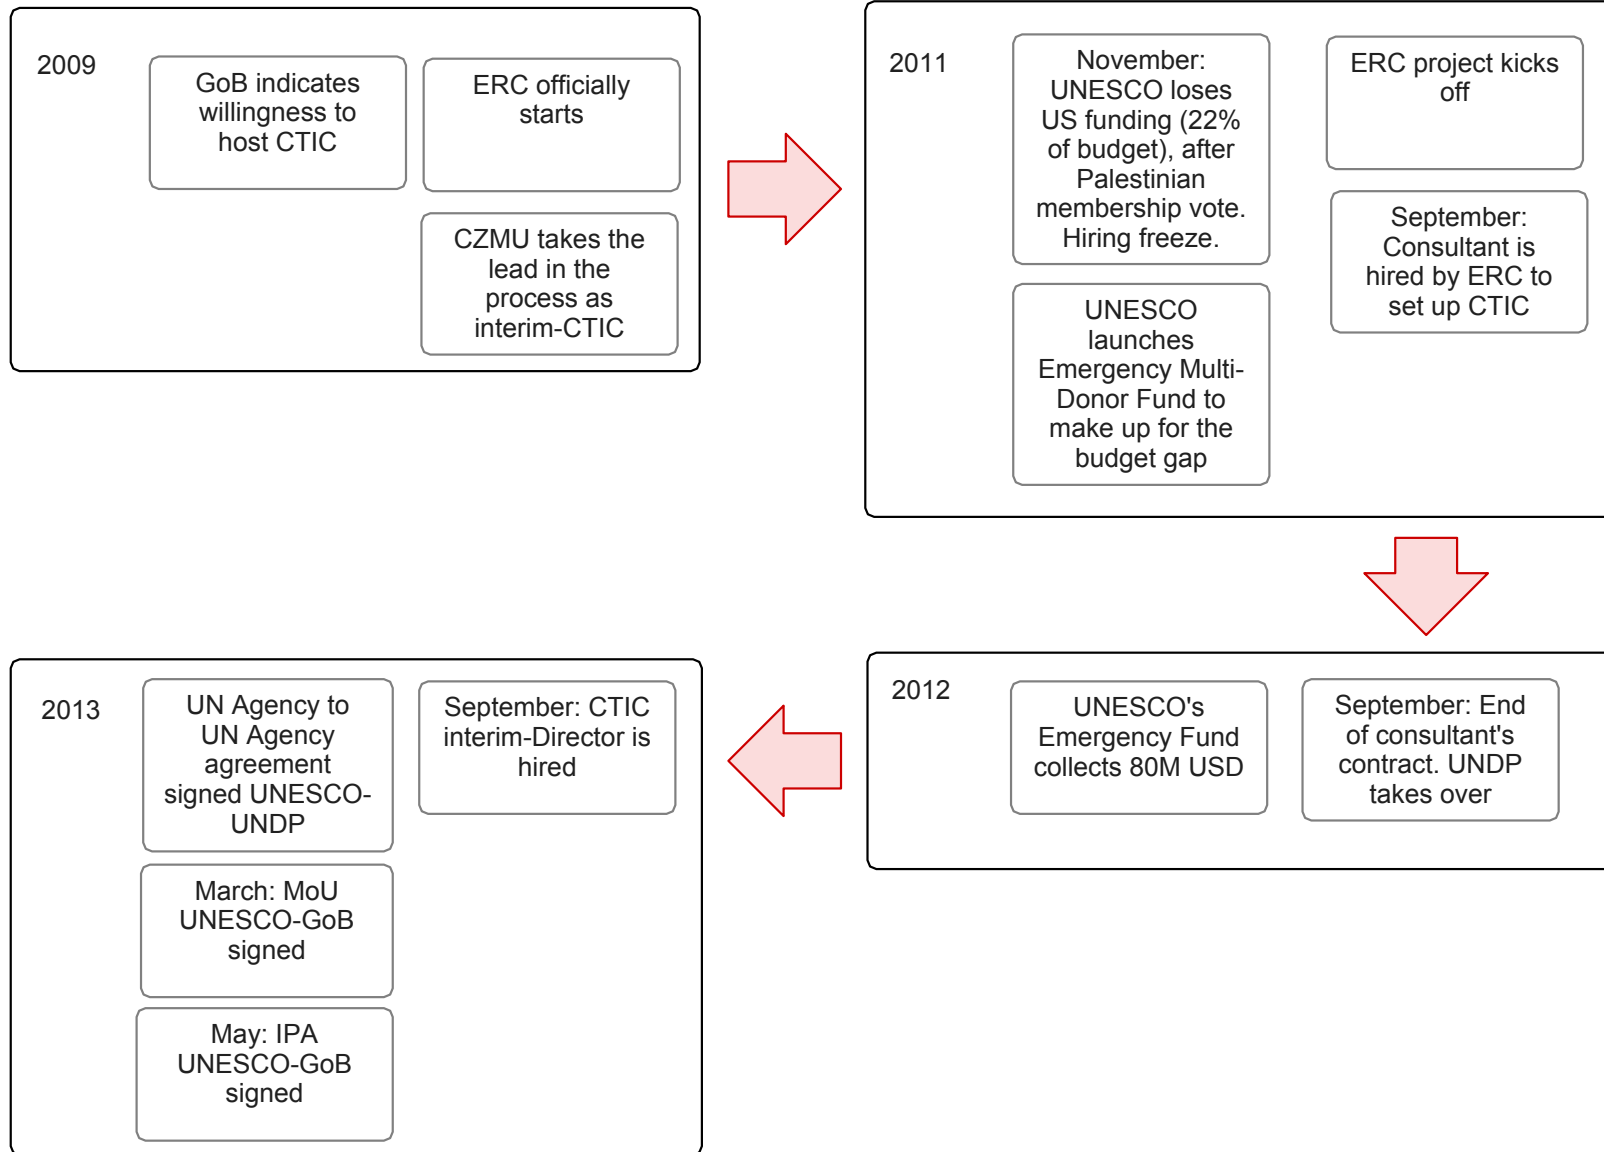 2009
GoB indicates
willingness to
host CTIC
ERC officially
starts
CZMU takes the
lead in the
process as
interim-CTIC
2011
November:
UNESCO loses
US funding (22%
of budget), after
Palestinian
membership vote.
Hiring freeze.
UNESCO
launches
Emergency Multi-
Donor Fund to
make up for the
budget gap
ERC project kicks
off
September:
Consultant is
hired by ERC to
set up CTIC
2012
UNESCO's
Emergency Fund
collects 80M USD
September: End
of consultant's
contract. UNDP
takes over
2013
UN Agency to
UN Agency
agreement
signed UNESCO-
UNDP
March: MoU
UNESCO-GoB
signed
May: IPA
UNESCO-GoB
signed
September: CTIC
interim-Director is
hired